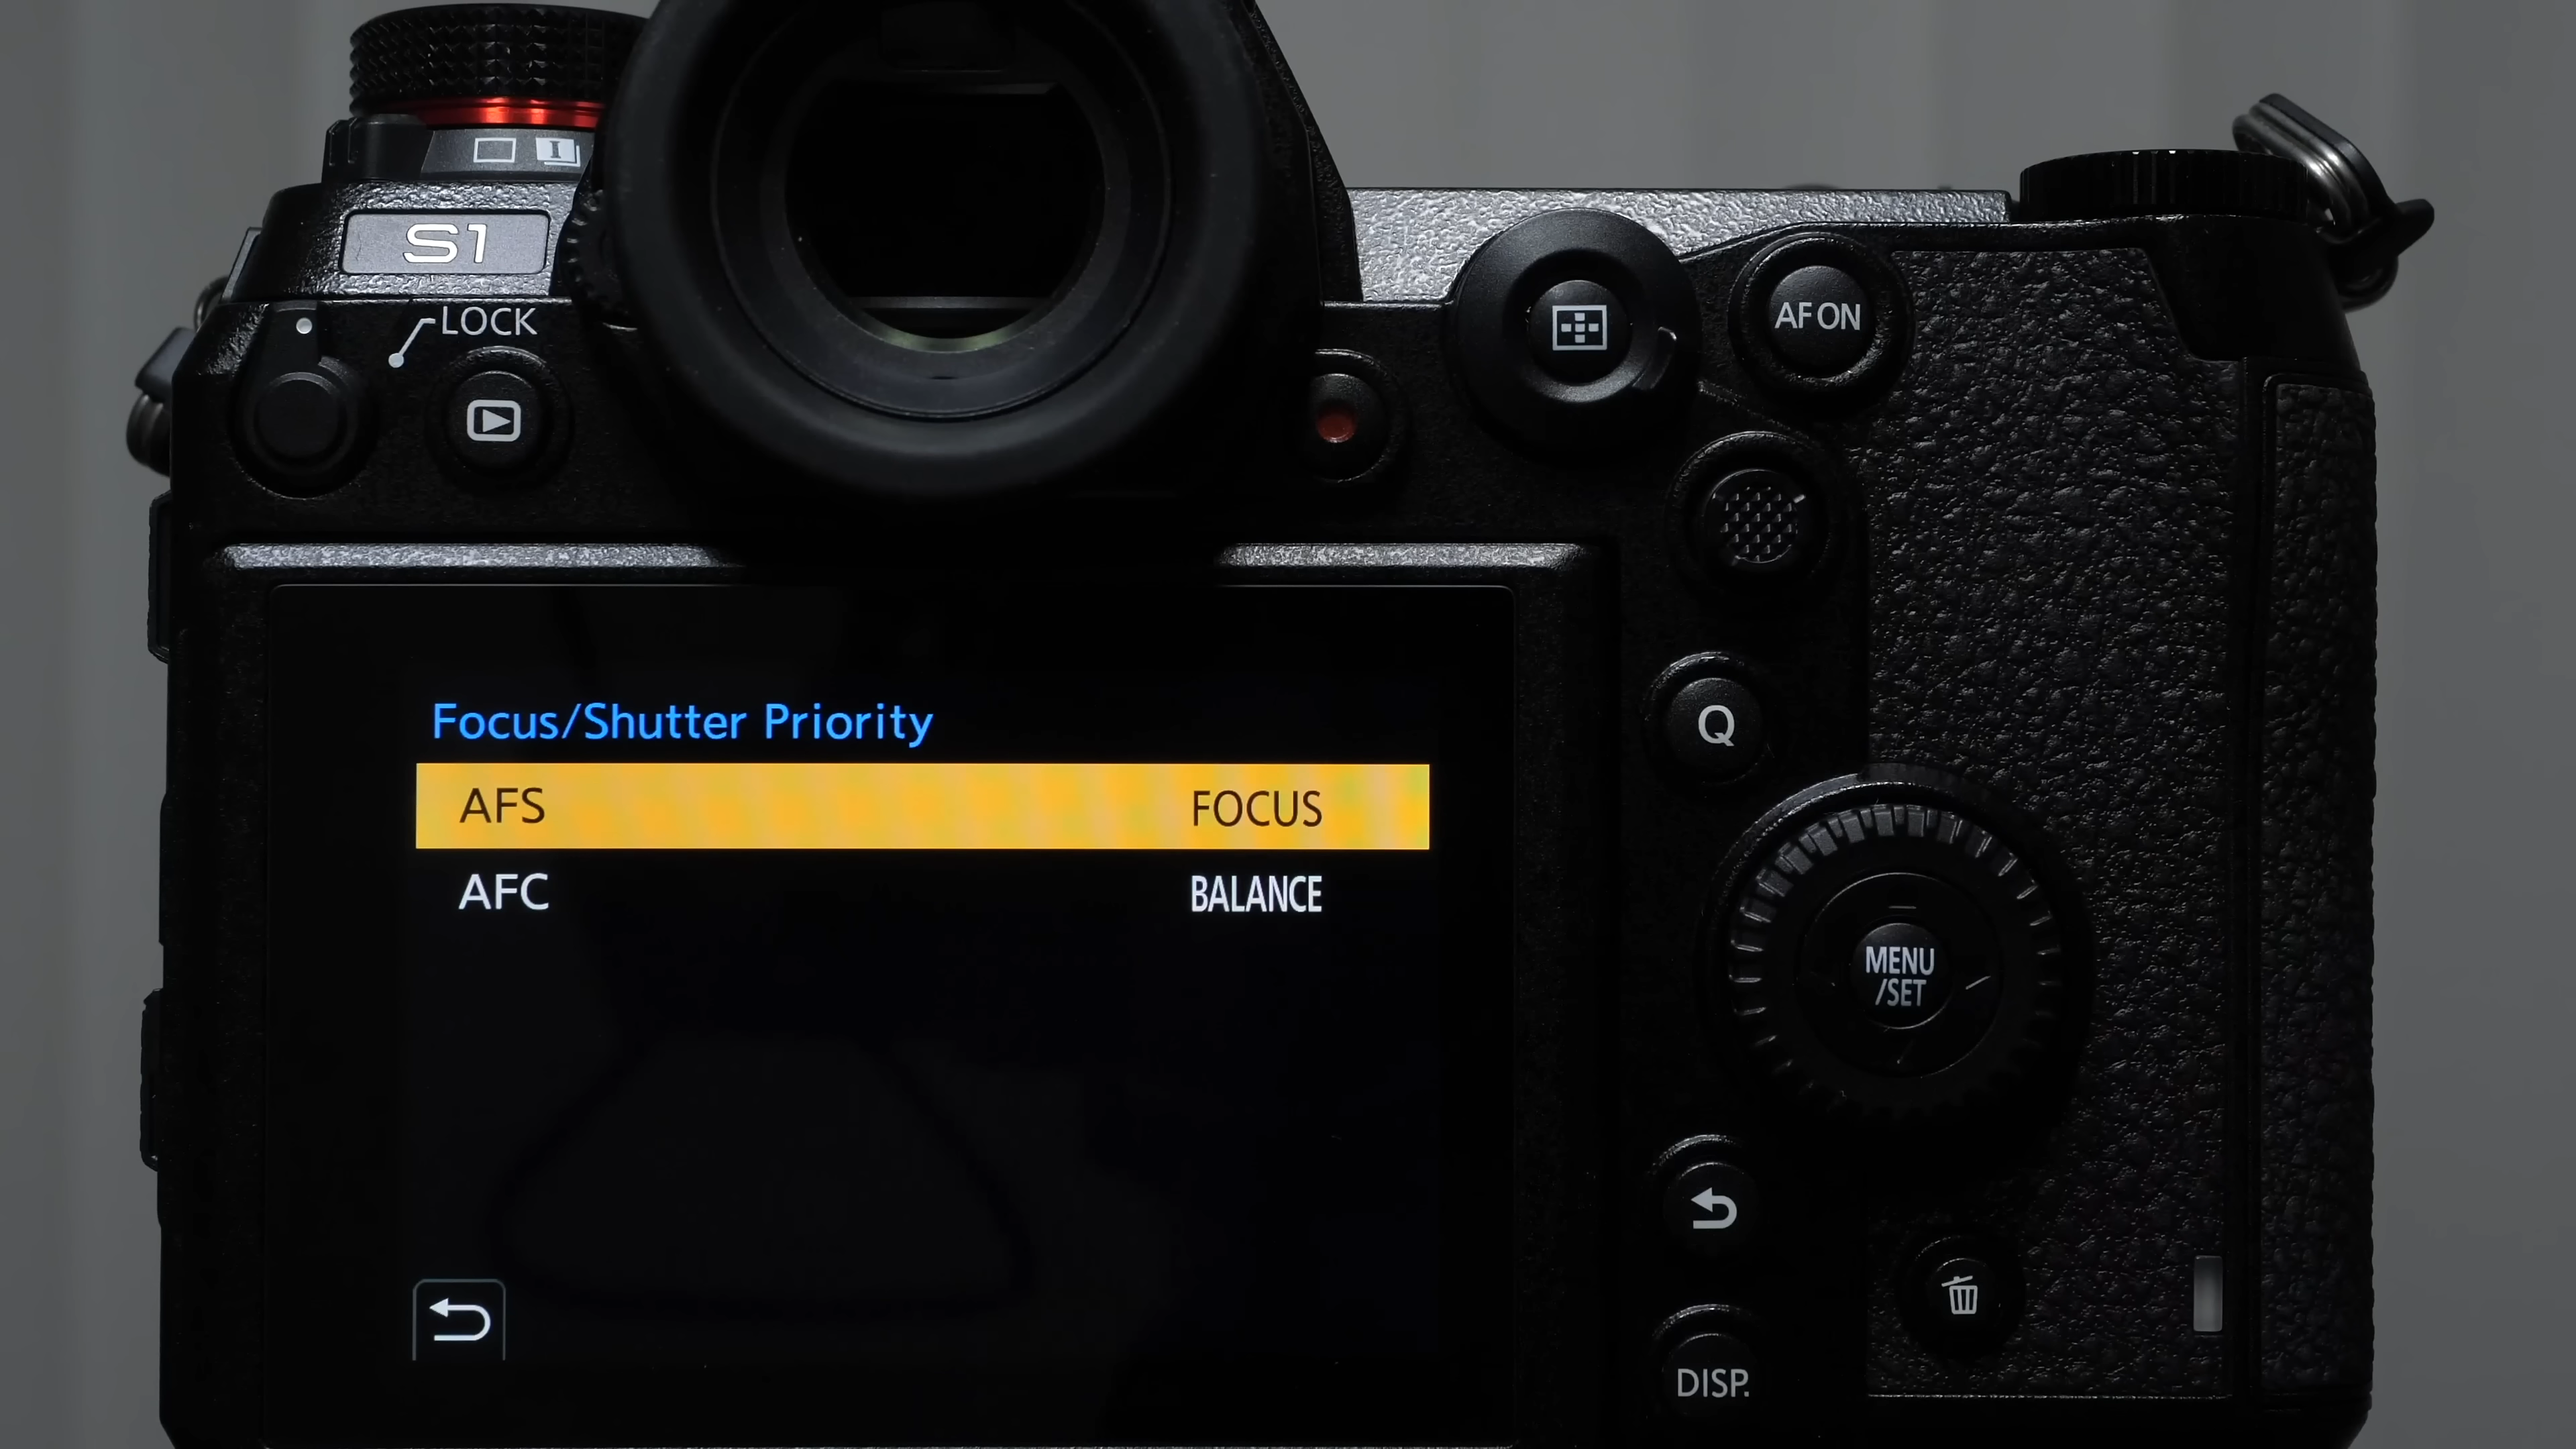 S1
LOCK
AF ON
Focus/Shutter Priority
Q
AFS FOCUS
AFC BALANCE
MENU
/SET
DISP.